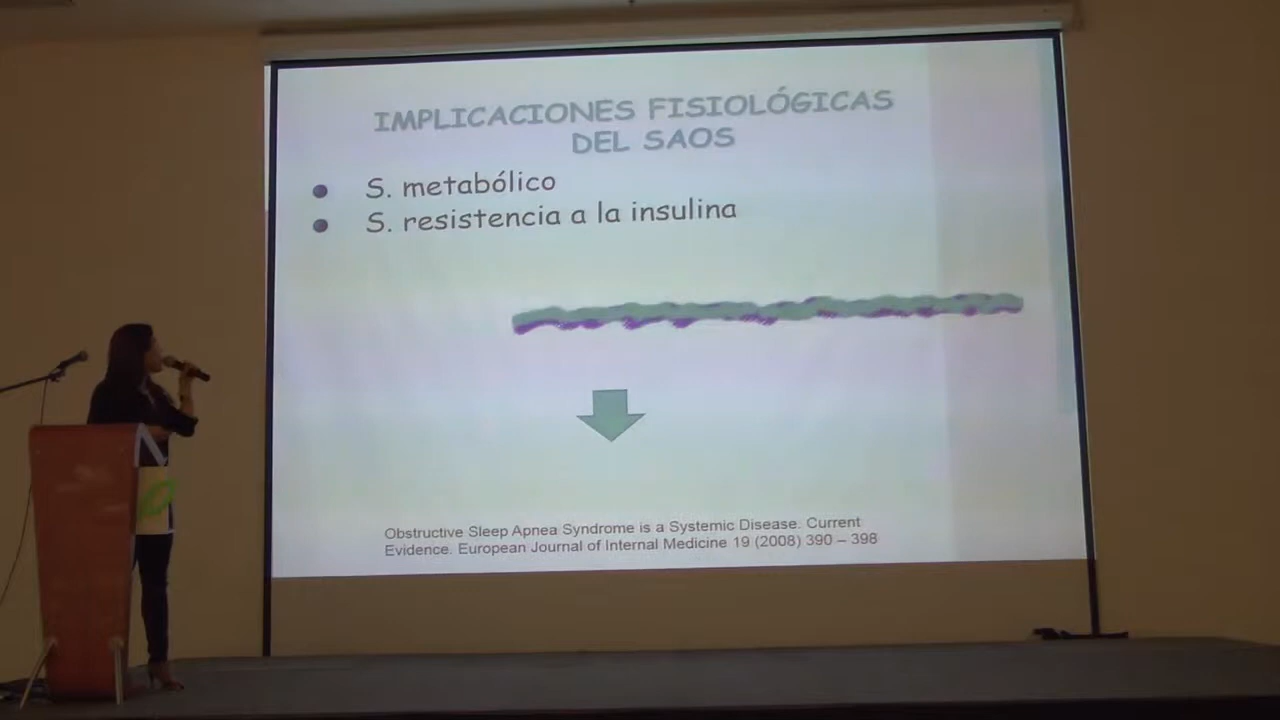 IMPLICACIONES FISIOLÓGICAS
DEL SAOS
S. metabólico
S. resistencia a la insulina
Obstructive Sleep Apnea Syndrome is a Systemic Disease. Current
Evidence. European Journal of Internal Medicine 19 (2008) 390 – 398